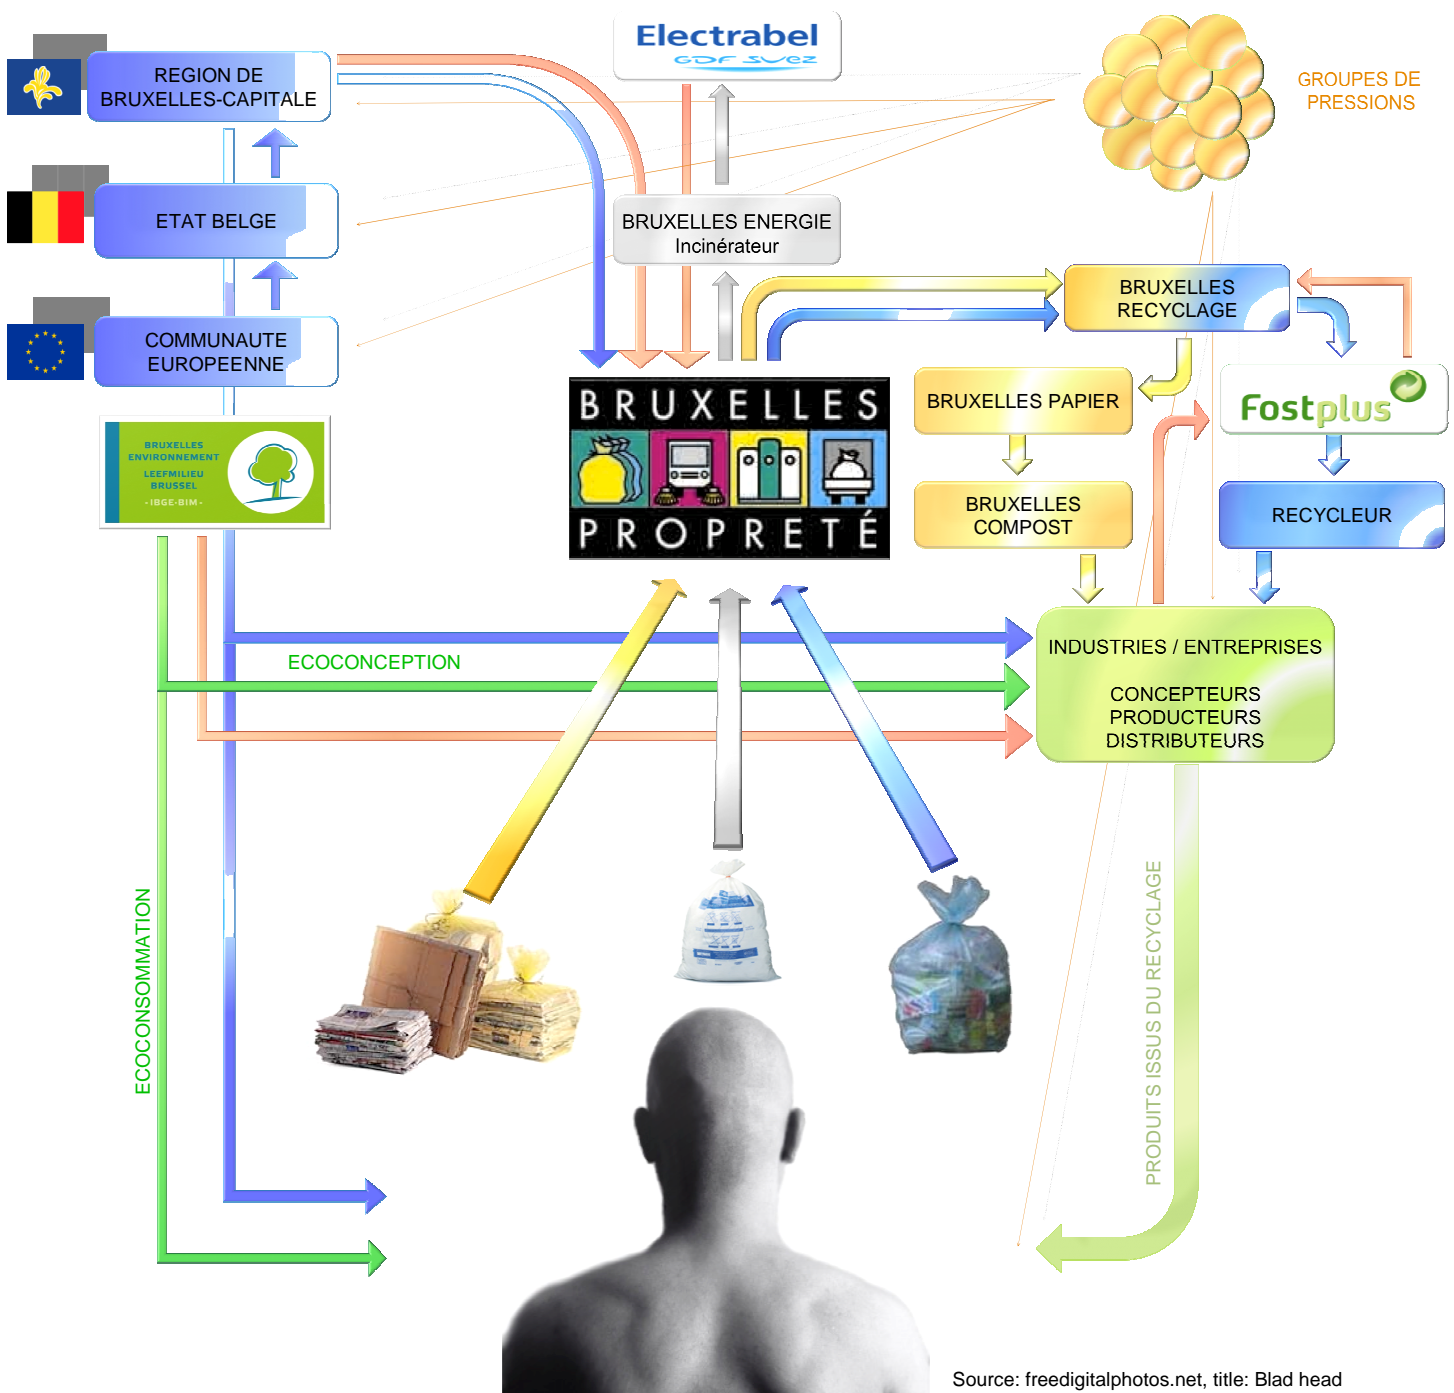 Electrabel
GDF SUEZ
REGION DE
BRUXELLES-CAPITALE
GROUPES DE
PRESSIONS
ETAT BELGE
BRUXELLES ENERGIE
Incinérateur
COMMUNAUTE
EUROPEENNE
BRUXELLES
RECYCLAGE
BRUXELLES PAPIER
Fostplus
BRUXELLES
ENVIRONNEMENT
LEEFMILIEU
BRUSSEL
- IBGE-BIM -
BRUXELLES
PROPRETÉ
BRUXELLES
COMPOST
RECYCLEUR
ECOCONCEPTION
INDUSTRIES / ENTREPRISES
CONCEPTEURS
PRODUCTEURS
DISTRIBUTEURS
ECOCONSOMMATION
PRODUITS ISSUS DU RECYCLAGE
Source: freedigitalphotos.net, title: Blad head